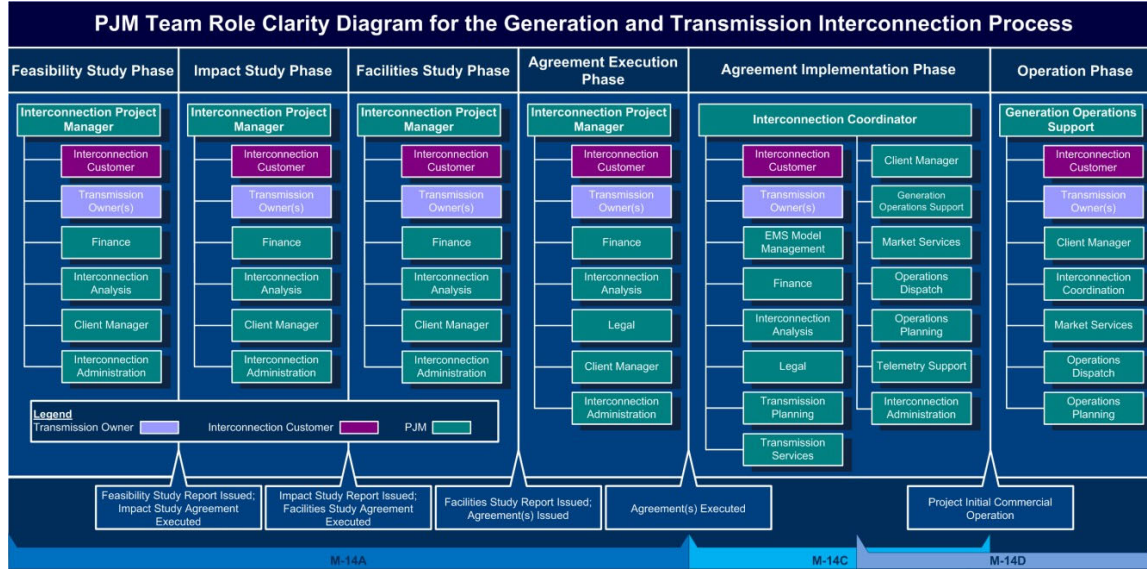 PJM Team Role Clarity Diagram for the Generation and Transmission Interconnection Process
Feasibility Study Phase
Impact Study Phase
Facilities Study Phase
Agreement Execution
Phase
Agreement Implementation Phase
Operation Phase
Interconnection Project
Manager
Interconnection
Customer
Transmission
Owner(s)
Finance
Interconnection
Analysis
Client Manager
Interconnection
Administration
Interconnection Project
Manager
Interconnection
Customer
Transmission
Owner(s)
Finance
Interconnection
Analysis
Client Manager
Interconnection
Administration
Interconnection Project
Manager
Interconnection
Customer
Transmission
Owner(s)
Finance
Interconnection
Analysis
Client Manager
Interconnection
Administration
Interconnection Project
Manager
Interconnection
Customer
Transmission
Owner(s)
Finance
Interconnection
Analysis
Legal
Client Manager
Interconnection
Administration
Interconnection Coordinator
Interconnection
Customer
Transmission
Owner(s)
EMS Model
Management
Finance
Interconnection
Analysis
Legal
Transmission
Planning
Transmission
Services
Client Manager
Generation
Operations Support
Market Services
Operations
Dispatch
Operations
Planning
Telemetry Support
Interconnection
Administration
Generation Operations
Support
Interconnection
Customer
Transmission
Owner(s)
Client Manager
Interconnection
Coordination
Market Services
Operations
Dispatch
Operations
Planning
Legend
Transmission Owner
Interconnection Customer
PJM
Feasibility Study Report Issued;
Impact Study Agreement
Executed
Impact Study Report Issued;
Facilities Study Agreement
Executed
Facilities Study Report Issued;
Agreement(s) Issued
Agreement(s) Executed
Project Initial Commercial
Operation
M-14A
M-14C
M-14D